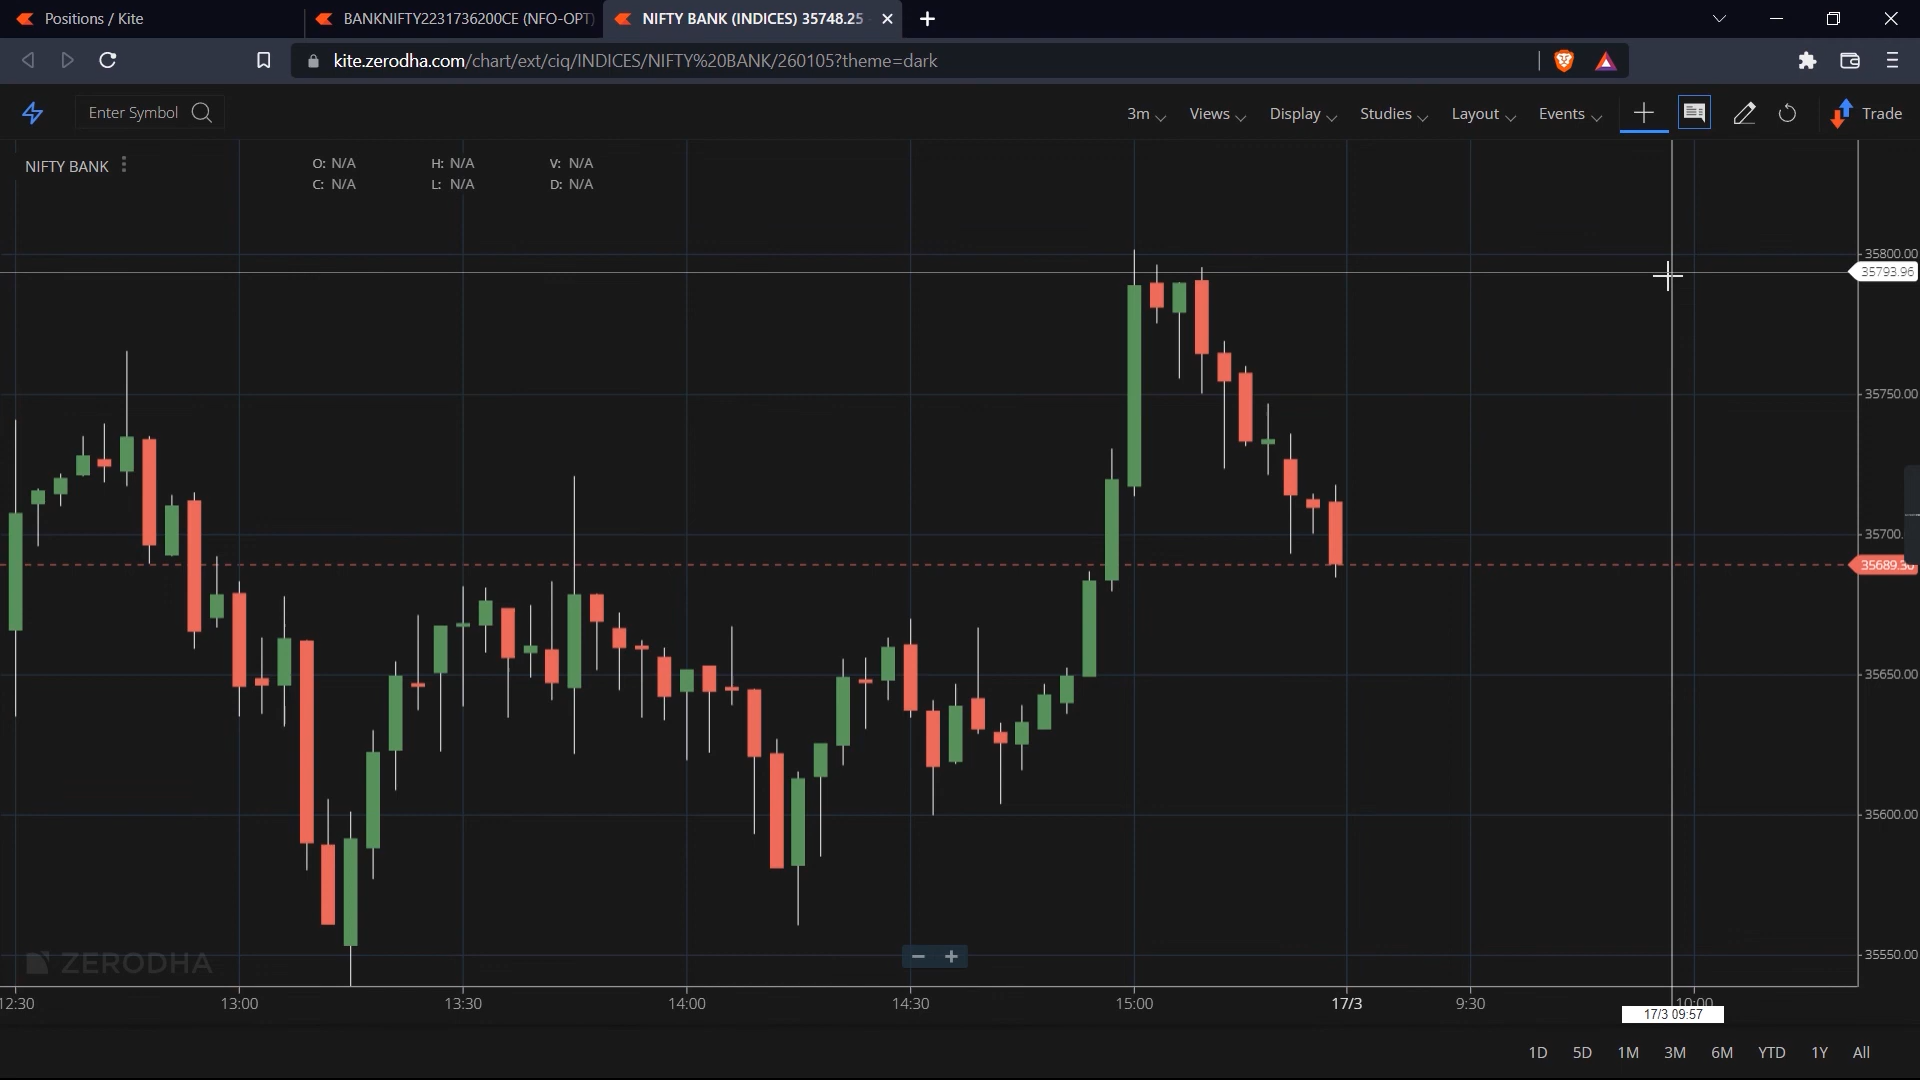 Positions / Kite
BANKNIFTY2231736200CE (NFO-OPT)
NIFTY BANK (INDICES) 35748.25
kite.zerodha.com/chart/ext/ciq/INDICES/NIFTY%20BANK/260105?theme=dark
Enter Symbol
3m
Views
Display
Studies
Layout
Events
Trade
NIFTY BANK
O: N/A
H: N/A
V: N/A
C: N/A
L: N/A
D: N/A
35800.00
35793.96
35750.00
35700.
35689.30
35650.00
35600.00
35550.00
ZERODHA
12:30
13:00
13:30
14:00
14:30
15:00
17/3
9:30
10:00
17/3 09:57
1D
5D
1M
3M
6M
YTD
1Y
All